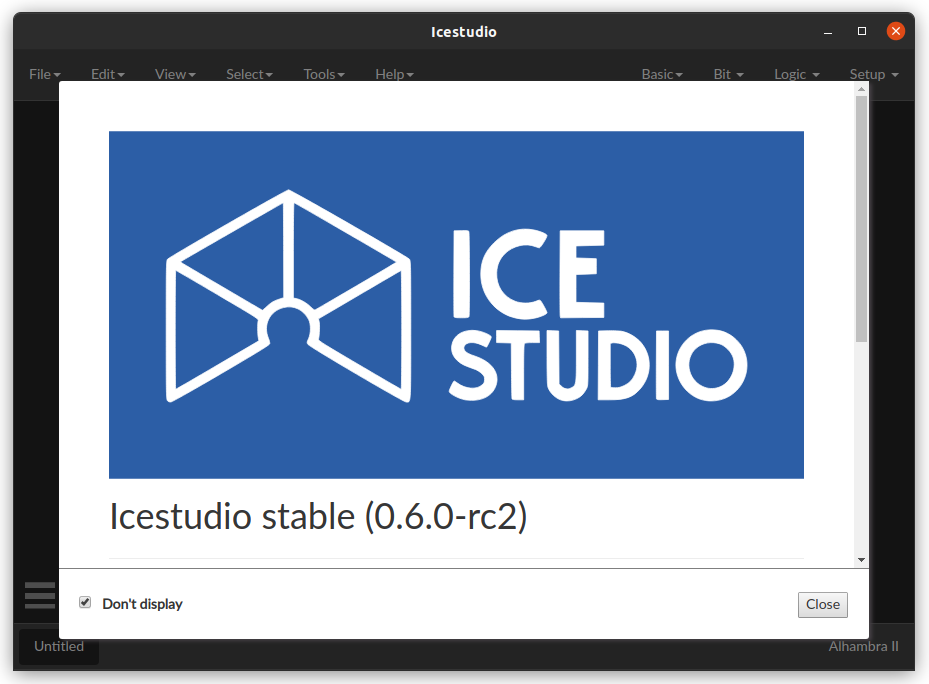 Icestudio
File Edit View Select Tools Help Basic Bit Logic Setup
ICE
STUDIO
Icestudio stable (0.6.0-rc2)
Don't display
Close
Untitled
Alhambra II